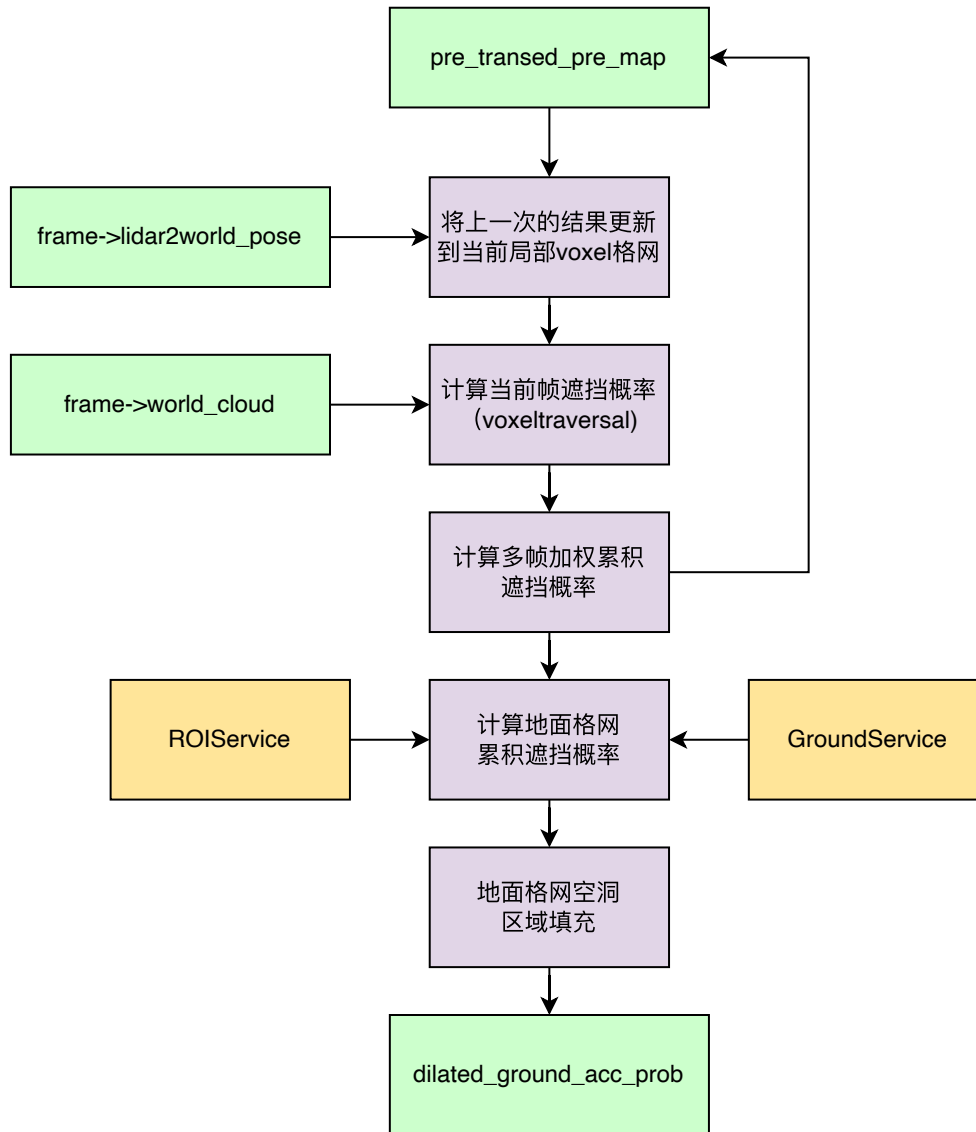 pre_transed_pre_map
frame->lidar2world_pose
将上一次的结果更新
到当前局部voxel格网
frame->world_cloud
计算当前帧遮挡概率
（voxeltraversal)
计算多帧加权累积
遮挡概率
ROIService
计算地面格网
累积遮挡概率
GroundService
地面格网空洞
区域填充
dilated_ground_acc_prob